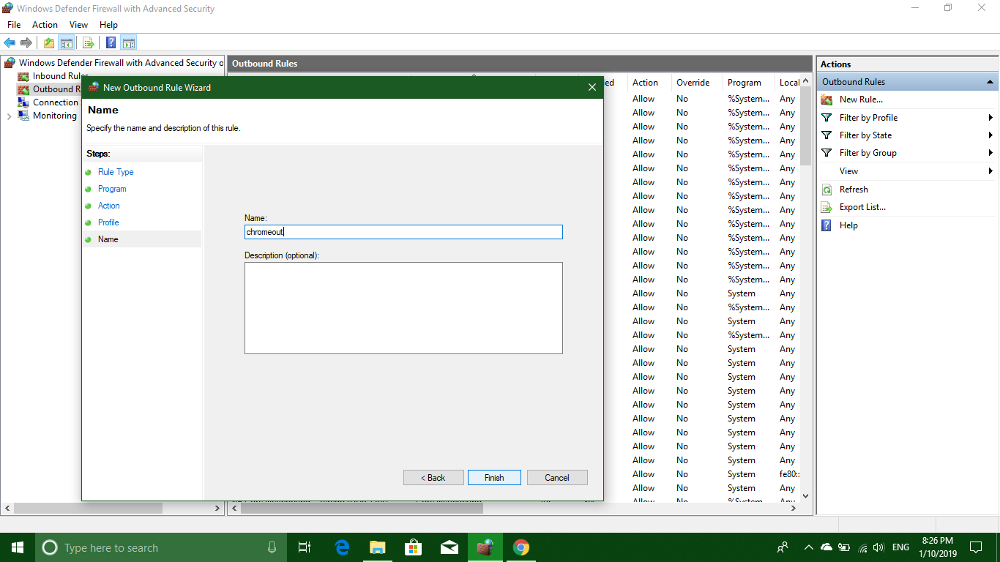 Windows Defender Firewall with Advanced Security
File Action View Help
Windows Defender Firewall with Advanced Security o
Inbound Rules
Outbound R
Connection
Monitoring
Outbound Rules
ed Action Override Program Local
Allow No %System... Any
Allow No %System... Any
Allow No %System... Any
Allow No %System... Any
Allow No %System... Any
Allow No %System... Any
Allow No %System... Any
Allow No %System... Any
Allow No %System... Any
Allow No %System... Any
Allow No %System... Any
Allow No %System... Any
Allow No %System... Any
Allow No %System... Any
Allow No System Any
Allow No %System... Any
Allow No System Any
Allow No %System... Any
Allow No System Any
Allow No System Any
Allow No System Any
Allow No System Any
Allow No System Any
Allow No System Any
Allow No System Any
Allow No System Any
Allow No System Any
Allow No System fe80::
Allow No System Any
Allow No %System... Any
New Outbound Rule Wizard
Name
Specify the name and description of this rule.
Steps:
Rule Type
Program
Action
Profile
Name
Name:
chromeout
Description (optional):
< Back Finish Cancel
Actions
Outbound Rules
New Rule...
Filter by Profile
Filter by State
Filter by Group
View
Refresh
Export List...
Help
Type here to search
ENG
8:26 PM
1/10/2019